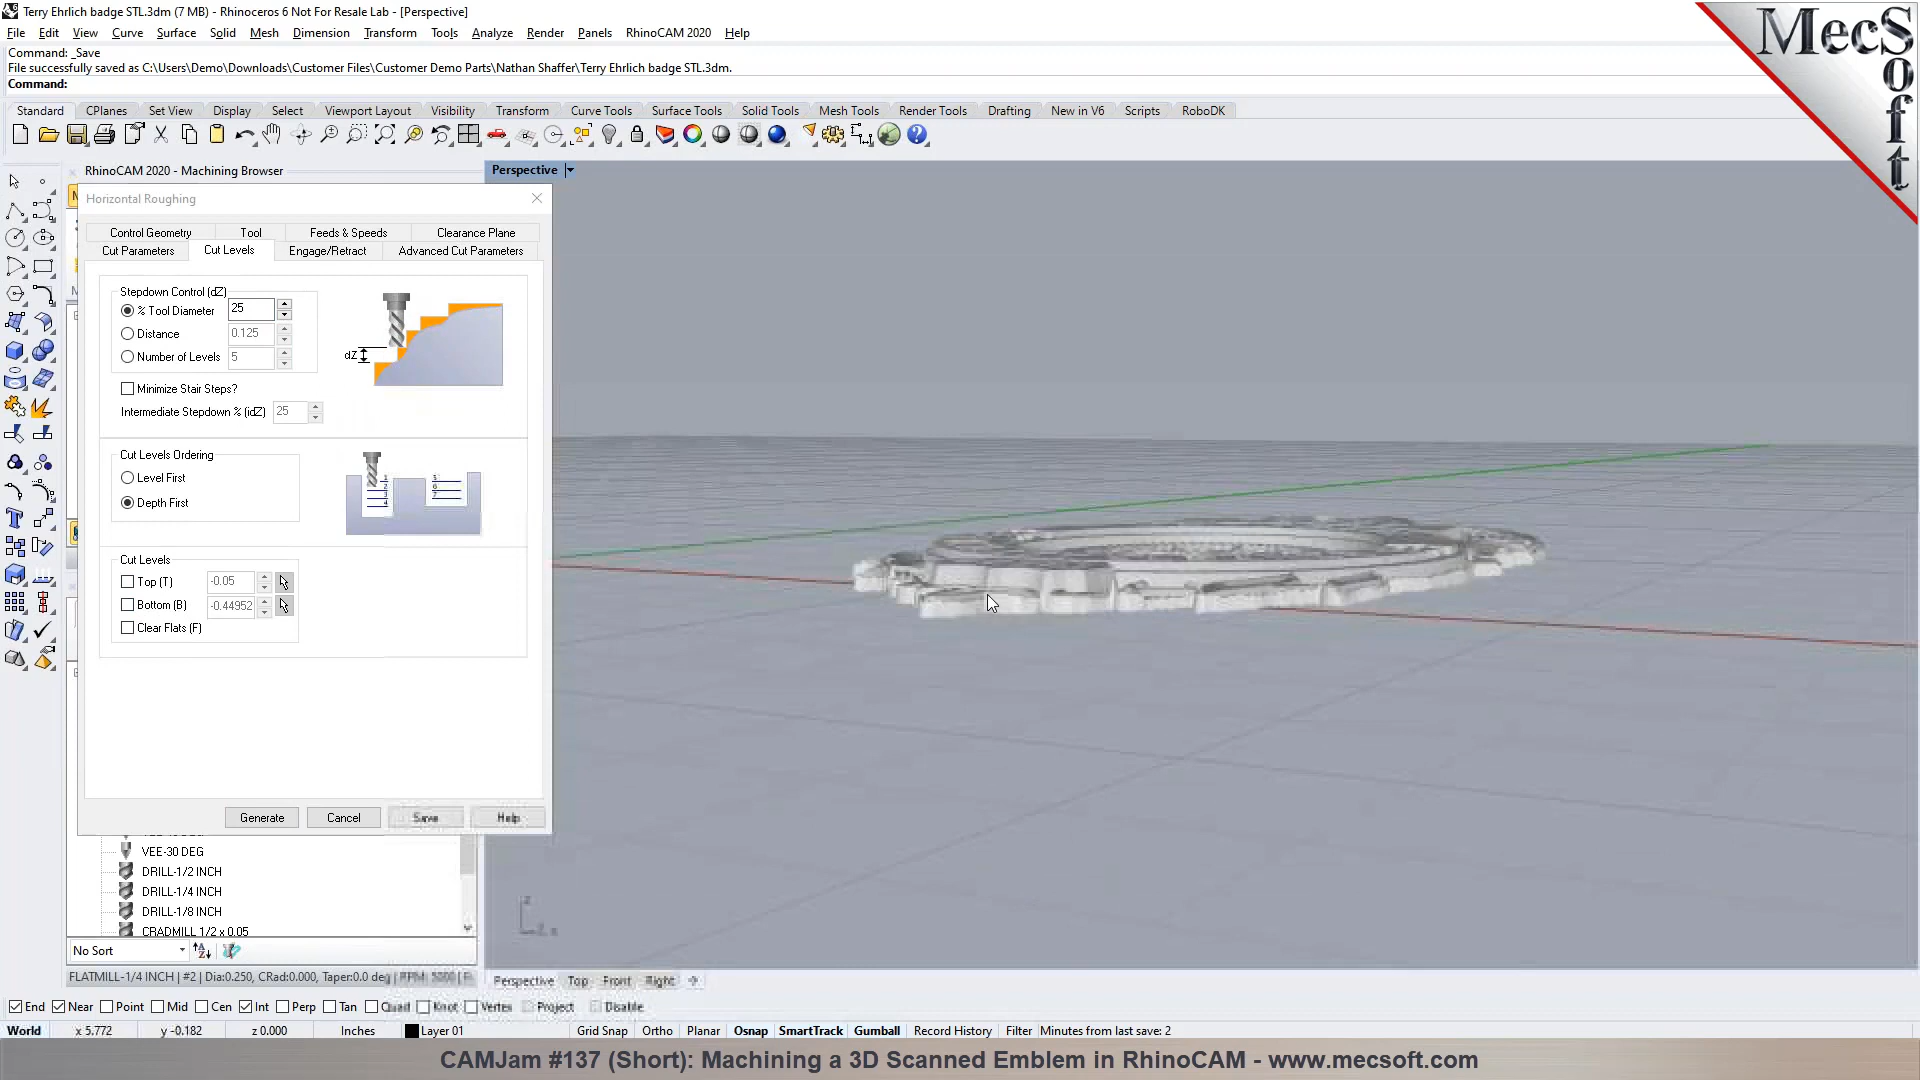 Terry Ehrlich badge STL.3dm (7 MB) - Rhinoceros 6 Not For Resale Lab - [Perspective]
File Edit View Curve Surface Solid Mesh Dimension Transform Tools Analyze Render Panels RhinoCAM 2020 Help
Command: _Save
File successfully saved as C:\Users\Demo\Downloads\Customer Files\Customer Demo Parts\Nathan Shaffer\Terry Ehrlich badge STL.3dm.
Command:
Standard CPlanes Set View Display Select Viewport Layout Visibility Transform Curve Tools Surface Tools Solid Tools Mesh Tools Render Tools Drafting New in V6 Scripts RoboDK
MecSoft
RhinoCAM 2020 - Machining Browser
Perspective
Horizontal Roughing
Control Geometry Tool Feeds & Speeds Clearance Plane
Cut Parameters Cut Levels Engage/Retract Advanced Cut Parameters
Stepdown Control (dZ)
% Tool Diameter 25
Distance 0.125
Number of Levels 5
dZ
Minimize Stair Steps?
Intermediate Stepdown % (idZ) 25
Cut Levels Ordering
Level First
Depth First
1 2 3 4 5 6 7
Cut Levels
Top (T) -0.05
Bottom (B) -0.44952
Clear Flats (F)
Generate Cancel Save Help
VEE-30 DEG
DRILL-1/2 INCH
DRILL-1/4 INCH
DRILL-1/8 INCH
CRADMILL 1/2 x 0.05
No Sort
FLATMILL-1/4 INCH | #2 | Dia:0.250, CRad:0.000, Taper:0.0 deg | RPM: 5000 |
z x
Perspective Top Front Right
End Near Point Mid Cen Int Perp Tan Quad Knot Vertex Project Disable
World x 5.772 y -0.182 z 0.000 Inches Layer 01 Grid Snap Ortho Planar Osnap SmartTrack Gumball Record History Filter Minutes from last save: 2
CAMJam #137 (Short): Machining a 3D Scanned Emblem in RhinoCAM - www.mecsoft.com